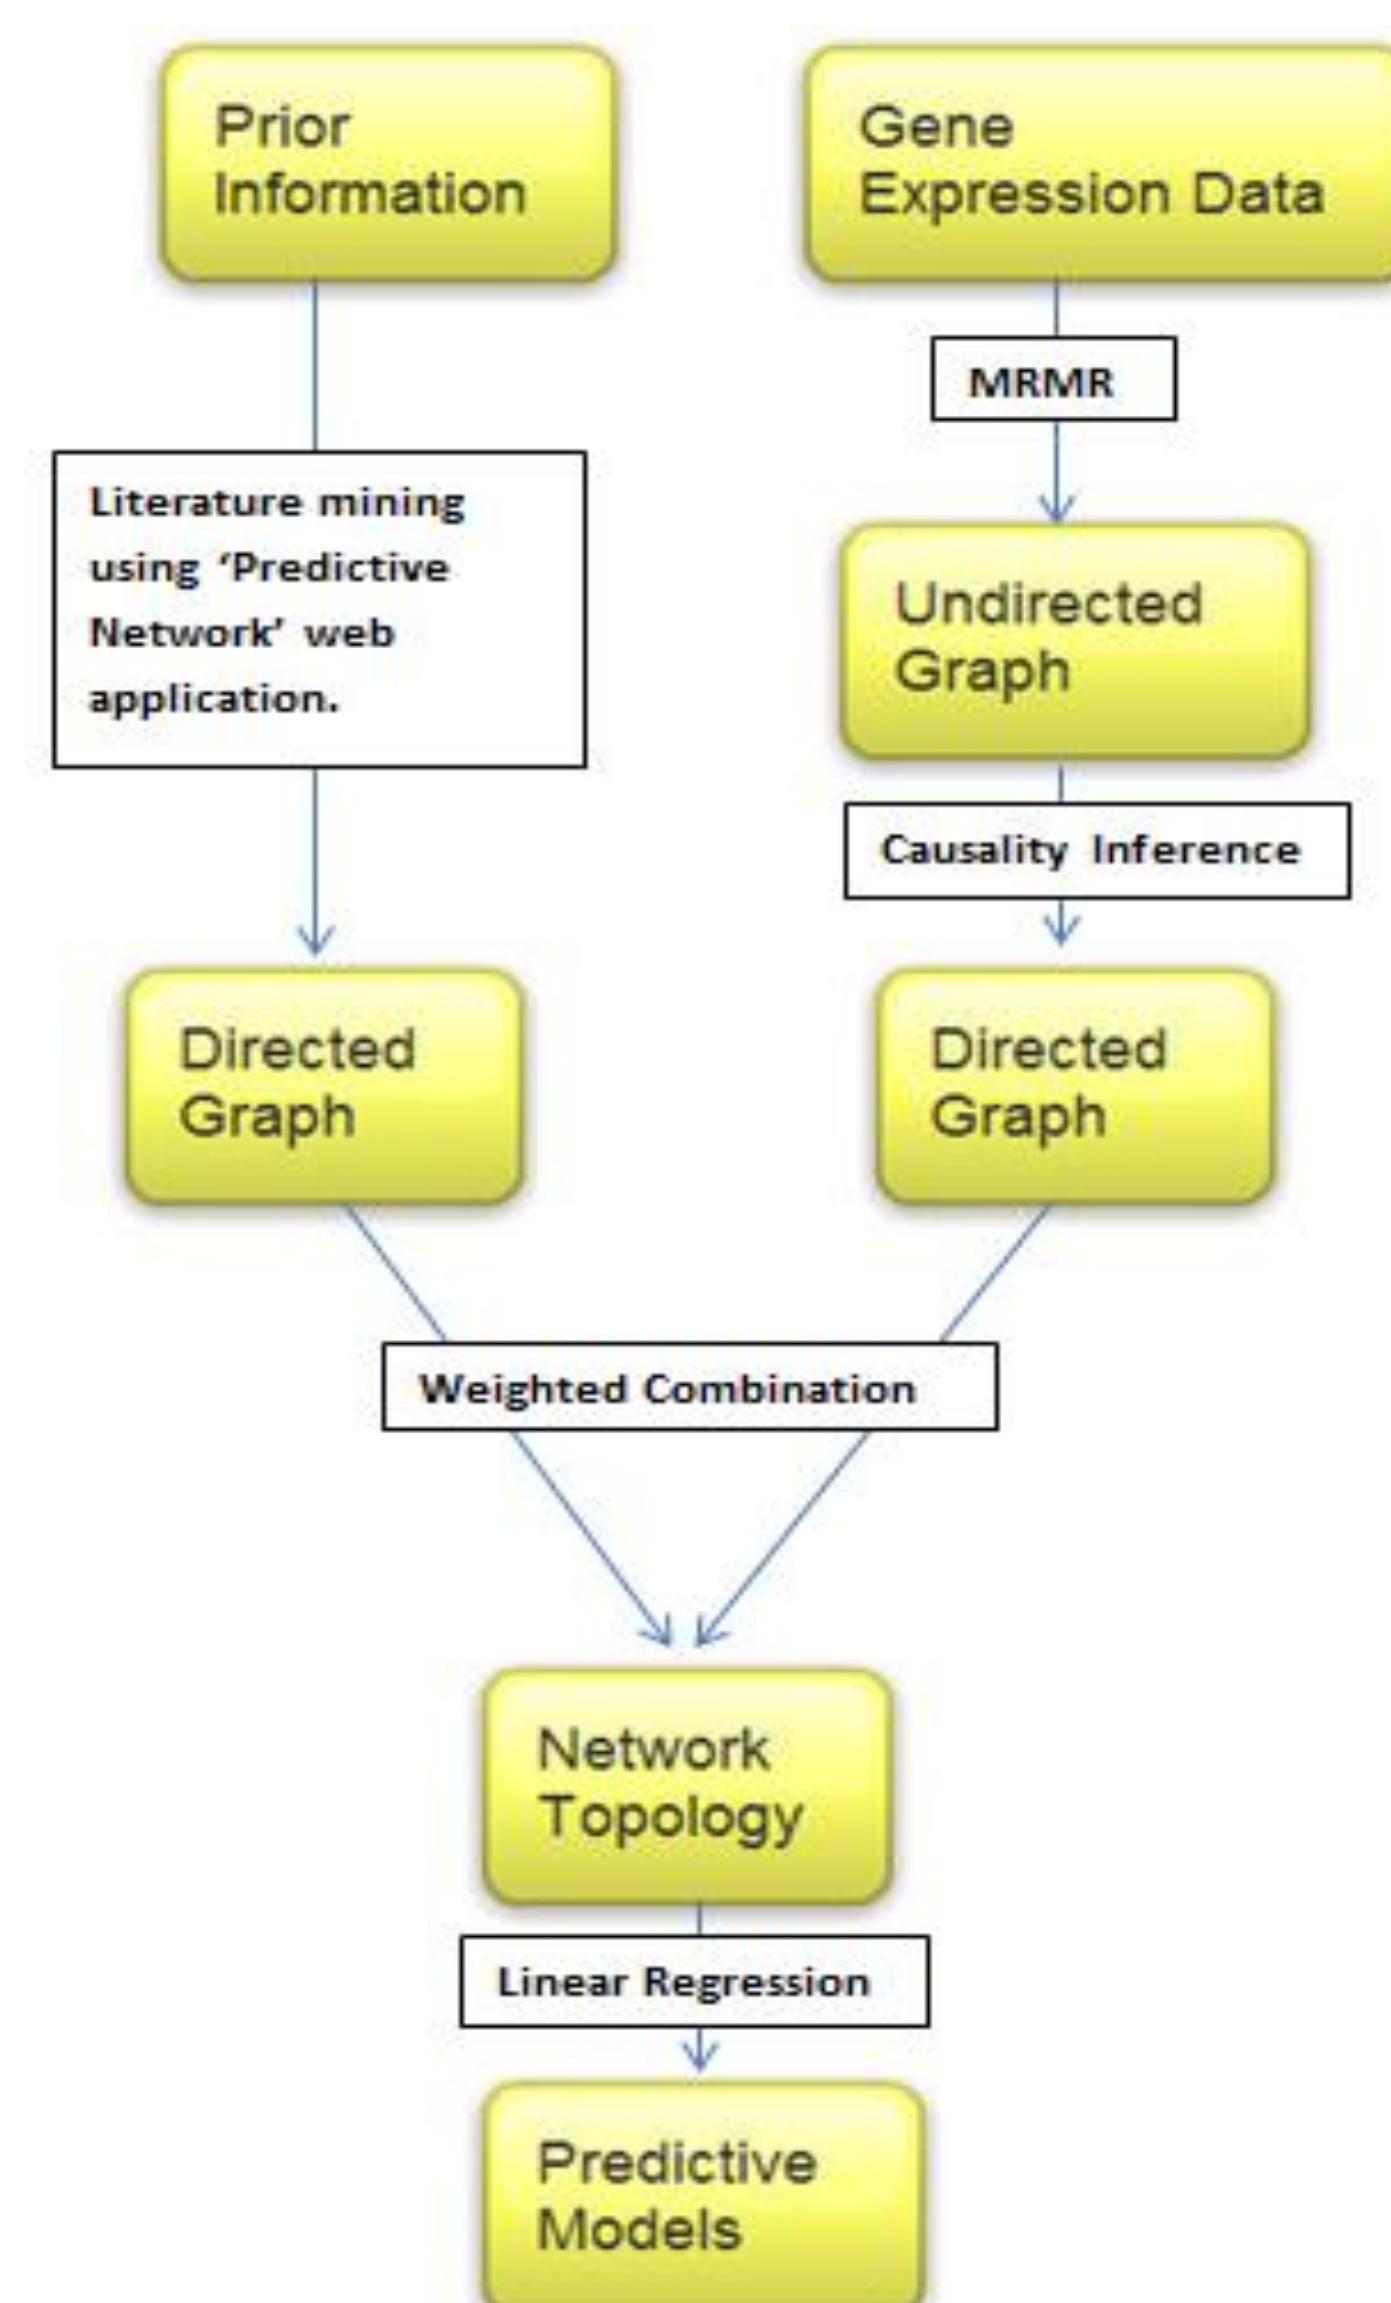 Prior
Information
Gene
Expression Data
MRMR
Literature mining
using ‘Predictive
Network’ web
application.
Undirected
Graph
Causality Inference
Directed
Graph
Directed
Graph
Weighted Combination
Network
Topology
Linear Regression
Predictive
Models